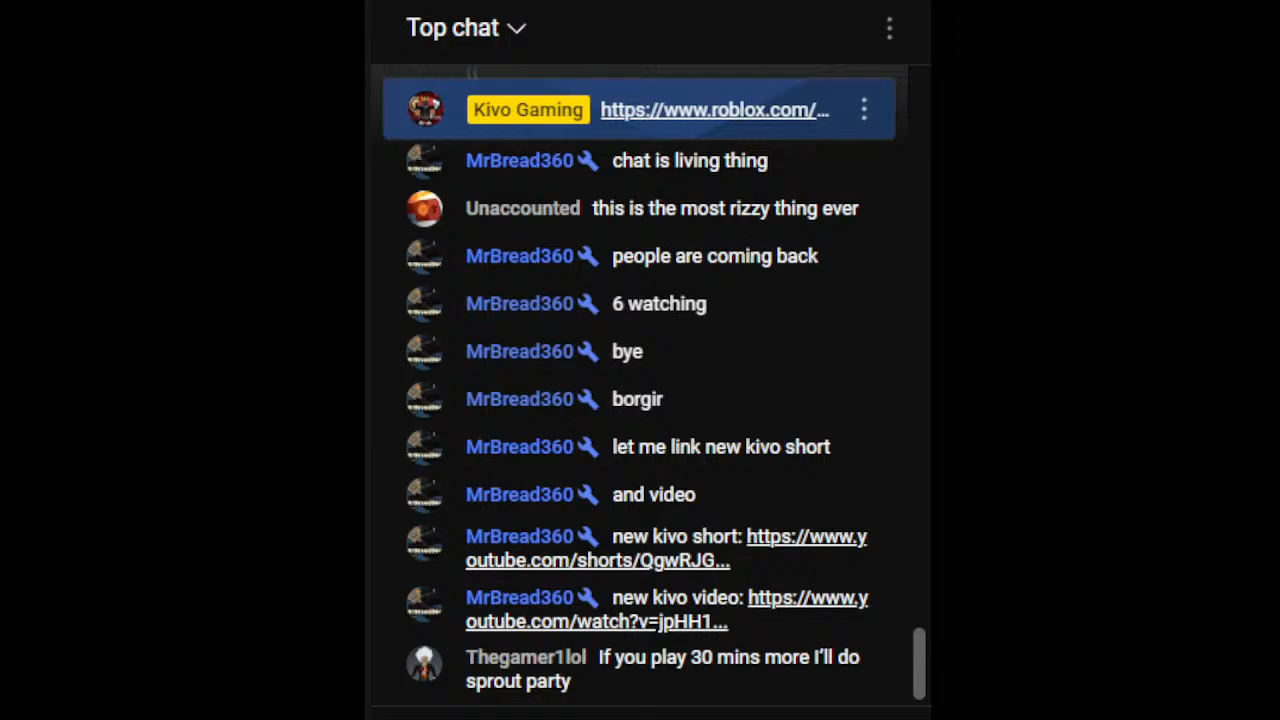 Top chat
Kivo Gaming https://www.roblox.com/...
MrBread360 chat is living thing
Unaccounted this is the most rizzy thing ever
MrBread360 people are coming back
MrBread360 6 watching
MrBread360 bye
MrBread360 borgir
MrBread360 let me link new kivo short
MrBread360 and video
MrBread360 new kivo short: https://www.y
outube.com/shorts/QgwRJG...
MrBread360 new kivo video: https://www.y
outube.com/watch?v=jpHH1...
Thegamer1lol If you play 30 mins more I’ll do
sprout party